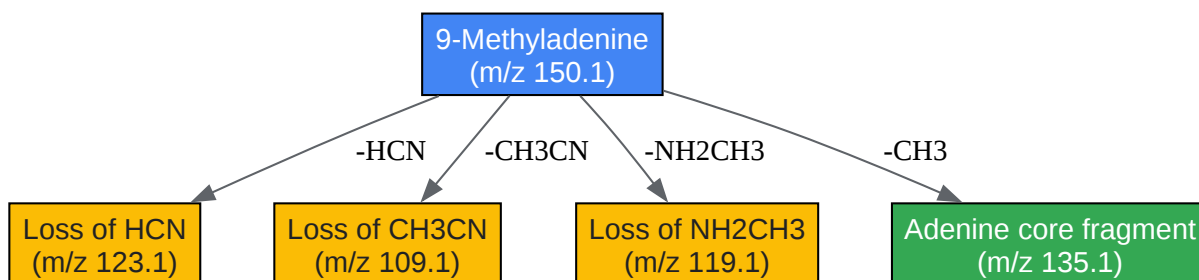 9-Methyladenine
(m/z 150.1)
-HCN
-CH3CN
-NH2CH3
-CH3
Loss of HCN
(m/z 123.1)
Loss of CH3CN
(m/z 109.1)
Loss of NH2CH3
(m/z 119.1)
Adenine core fragment
(m/z 135.1)